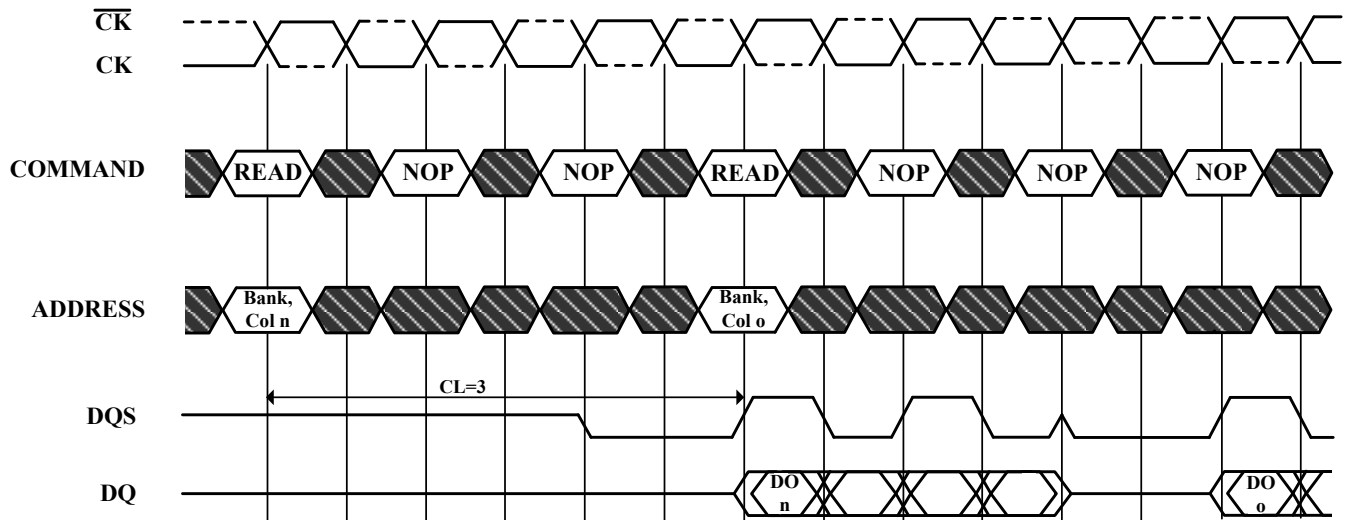 CK
CK
COMMAND
READ NOP NOP READ NOP NOP NOP
ADDRESS
Bank, Col n
Bank, Col o
CL=3
DQS
DQ
DO n
DO o